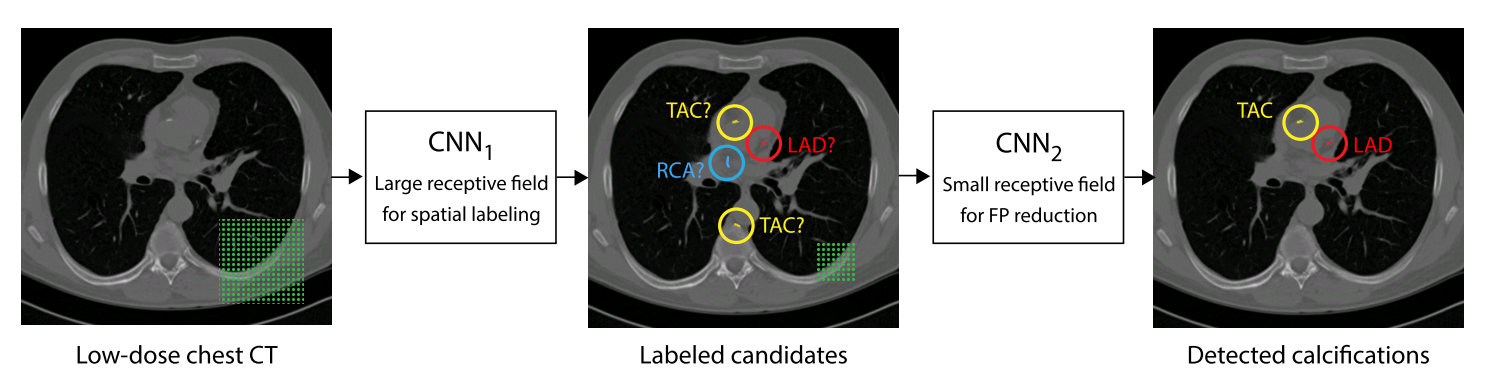 CNN1
Large receptive field
for spatial labeling
TAC?
LAD?
RCA?
TAC?
CNN2
Small receptive field
for FP reduction
TAC
LAD
Low-dose chest CT
Labeled candidates
Detected calcifications